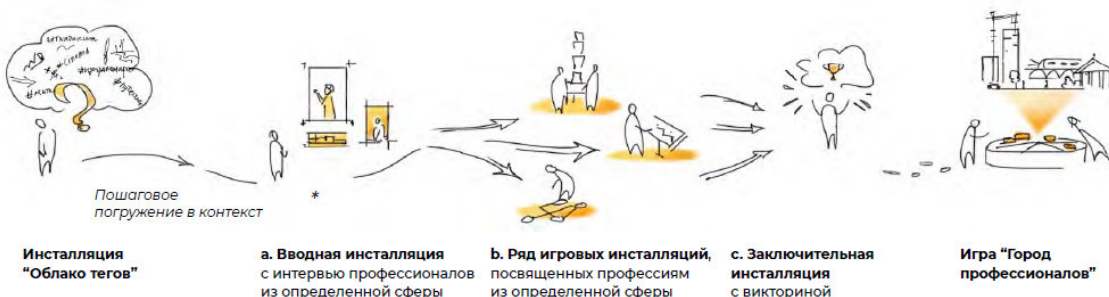 Пошаговое
погружение в контекст
*
Инсталляция
“Облако тегов”
a. Вводная инсталляция
с интервью профессионалов
из определенной сферы
b. Ряд игровых инсталляций,
посвященных профессиям
из определенной сферы
c. Заключительная
инсталляция
с викториной
Игра “Город
профессионалов”